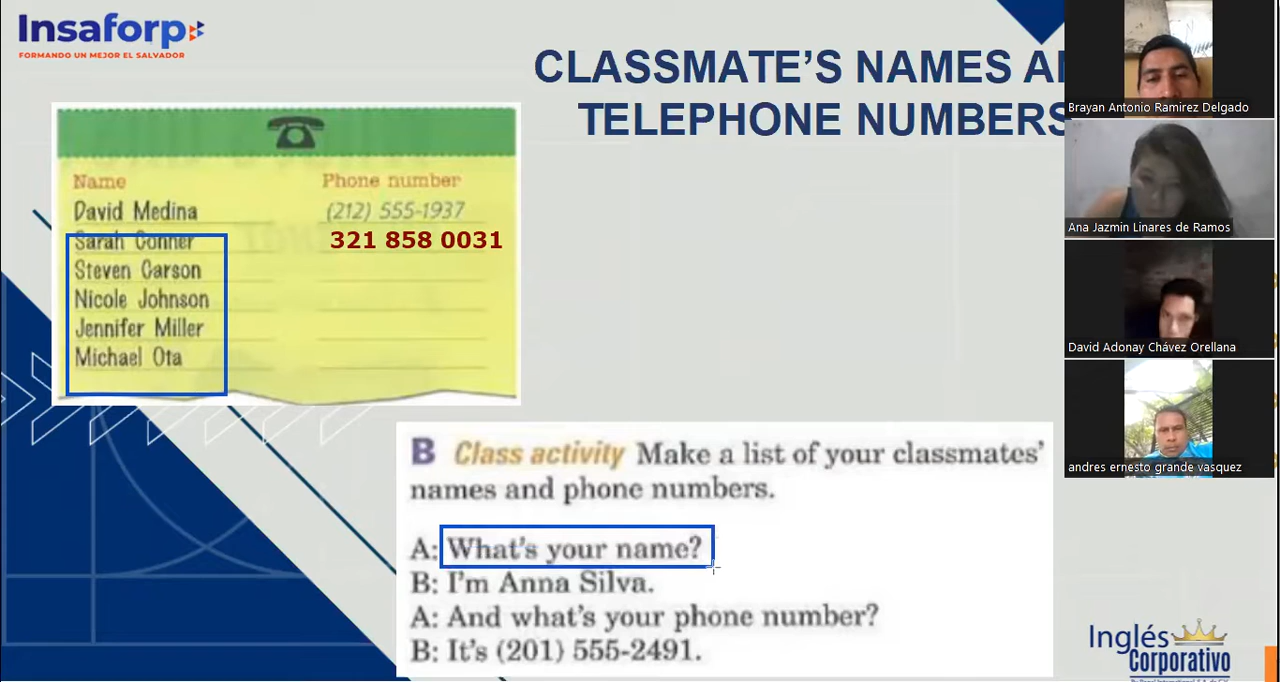 Insaforp
FORMANDO UN MEJOR EL SALVADOR
CLASSMATE'S NAMES
TELEPHONE NUMBERS
Name Phone number
David Medina (212) 555-1937
Sarah Conner 321 858 0031
Steven Carson
Nicole Johnson
Jennifer Miller
Michael Ota
B Class activity Make a list of your classmates'
names and phone numbers.
A: What's your name?
B: I'm Anna Silva.
A: And what's your phone number?
B: It's (201) 555-2491.
Brayan Antonio Ramirez Delgado
Ana Jazmin Linares de Ramos
David Adonay Chávez Orellana
andres ernesto grande vasquez
Inglés
Corporativo